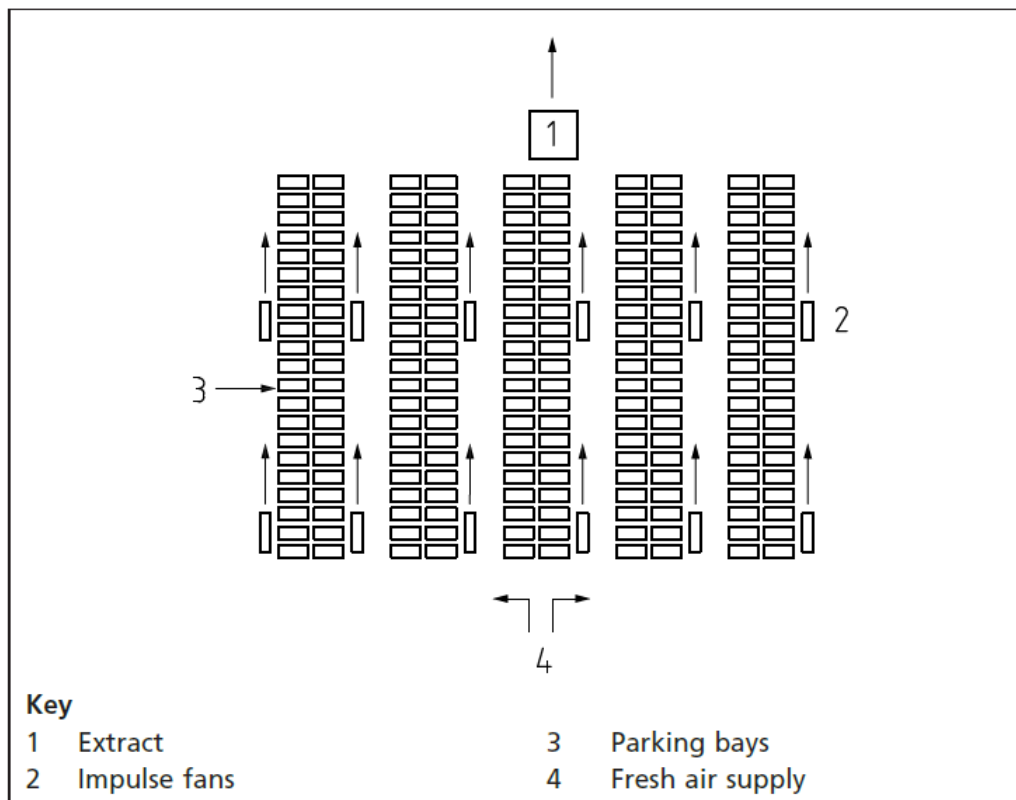 1
2
3
4
Key
1 Extract
2 Impulse fans
3 Parking bays
4 Fresh air supply